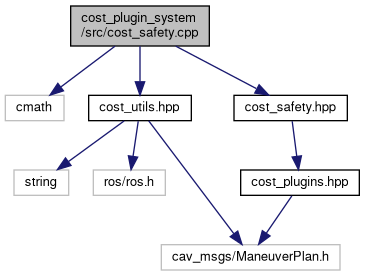 cost_plugin_system
/src/cost_safety.cpp
cmath
cost_utils.hpp
cost_safety.hpp
string
ros/ros.h
cost_plugins.hpp
cav_msgs/ManeuverPlan.h